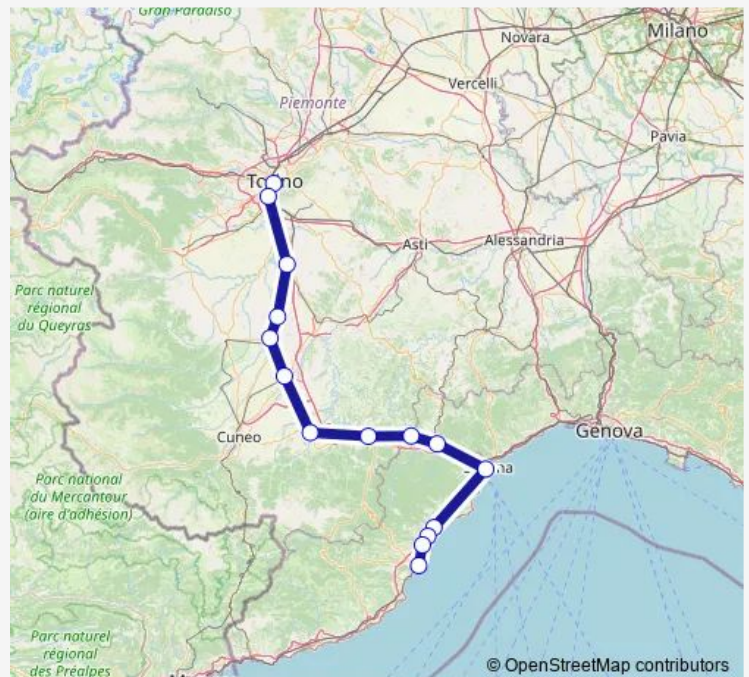 Gran Paradiso
Milano
Novara
Vercelli
Piemonte
Pavia
Torino
Asti
Alessandria
Parc naturel
régional
du Queyras
Genova
Cuneo
Parc national
du Mercantour
(aire d'adhésion)
Parc naturel
régional
des Préalpes
© OpenStreetMap contributors